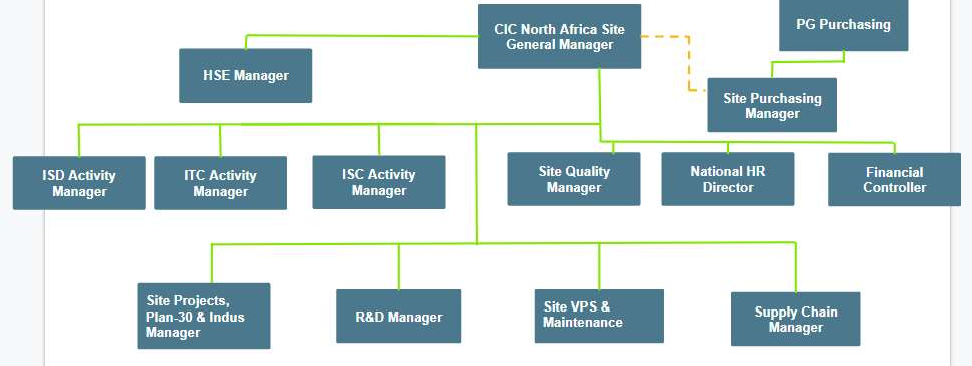 CIC North Africa Site
General Manager
PG Purchasing
HSE Manager
Site Purchasing
Manager
ISD Activity
Manager
ITC Activity
Manager
ISC Activity
Manager
Site Quality
Manager
National HR
Director
Financial
Controller
Site Projects,
Plan-30 & Indus
Manager
R&D Manager
Site VPS &
Maintenance
Supply Chain
Manager